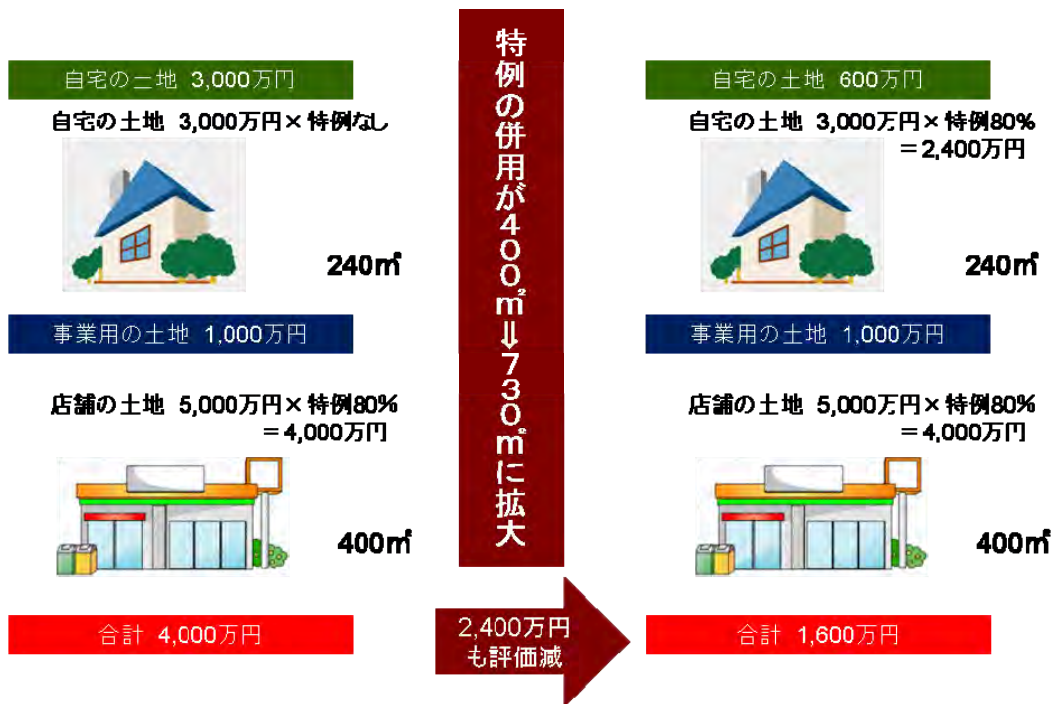 自宅の土地 3,000万円
自宅の土地 3,000万円×特例なし
240㎡
事業用の土地 1,000万円
店舗の土地 5,000万円×特例80%
＝4,000万円
400㎡
合計 4,000万円
特例の併用が400㎡⇓730㎡に拡大
2,400万円
も評価減
自宅の土地 600万円
自宅の土地 3,000万円×特例80%
＝2,400万円
240㎡
事業用の土地 1,000万円
店舗の土地 5,000万円×特例80%
＝4,000万円
400㎡
合計 1,600万円